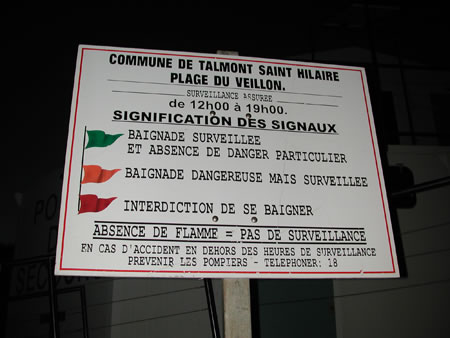 COMMUNE DE TALMONT SAINT HILAIRE
PLAGE DU VEILLON.
SURVEILLANCE ASSUREE
de 12h00 à 19h00.
SIGNIFICATION DES SIGNAUX
BAIGNADE SURVEILLEE
ET ABSENCE DE DANGER PARTICULIER
BAIGNADE DANGEREUSE MAIS SURVEILLEE
INTERDICTION DE SE BAIGNER
ABSENCE DE FLAMME = PAS DE SURVEILLANCE
EN CAS D'ACCIDENT EN DEHORS DES HEURES DE SURVEILLANCE
PREVENIR LES POMPIERS - TELEPHONER: 18